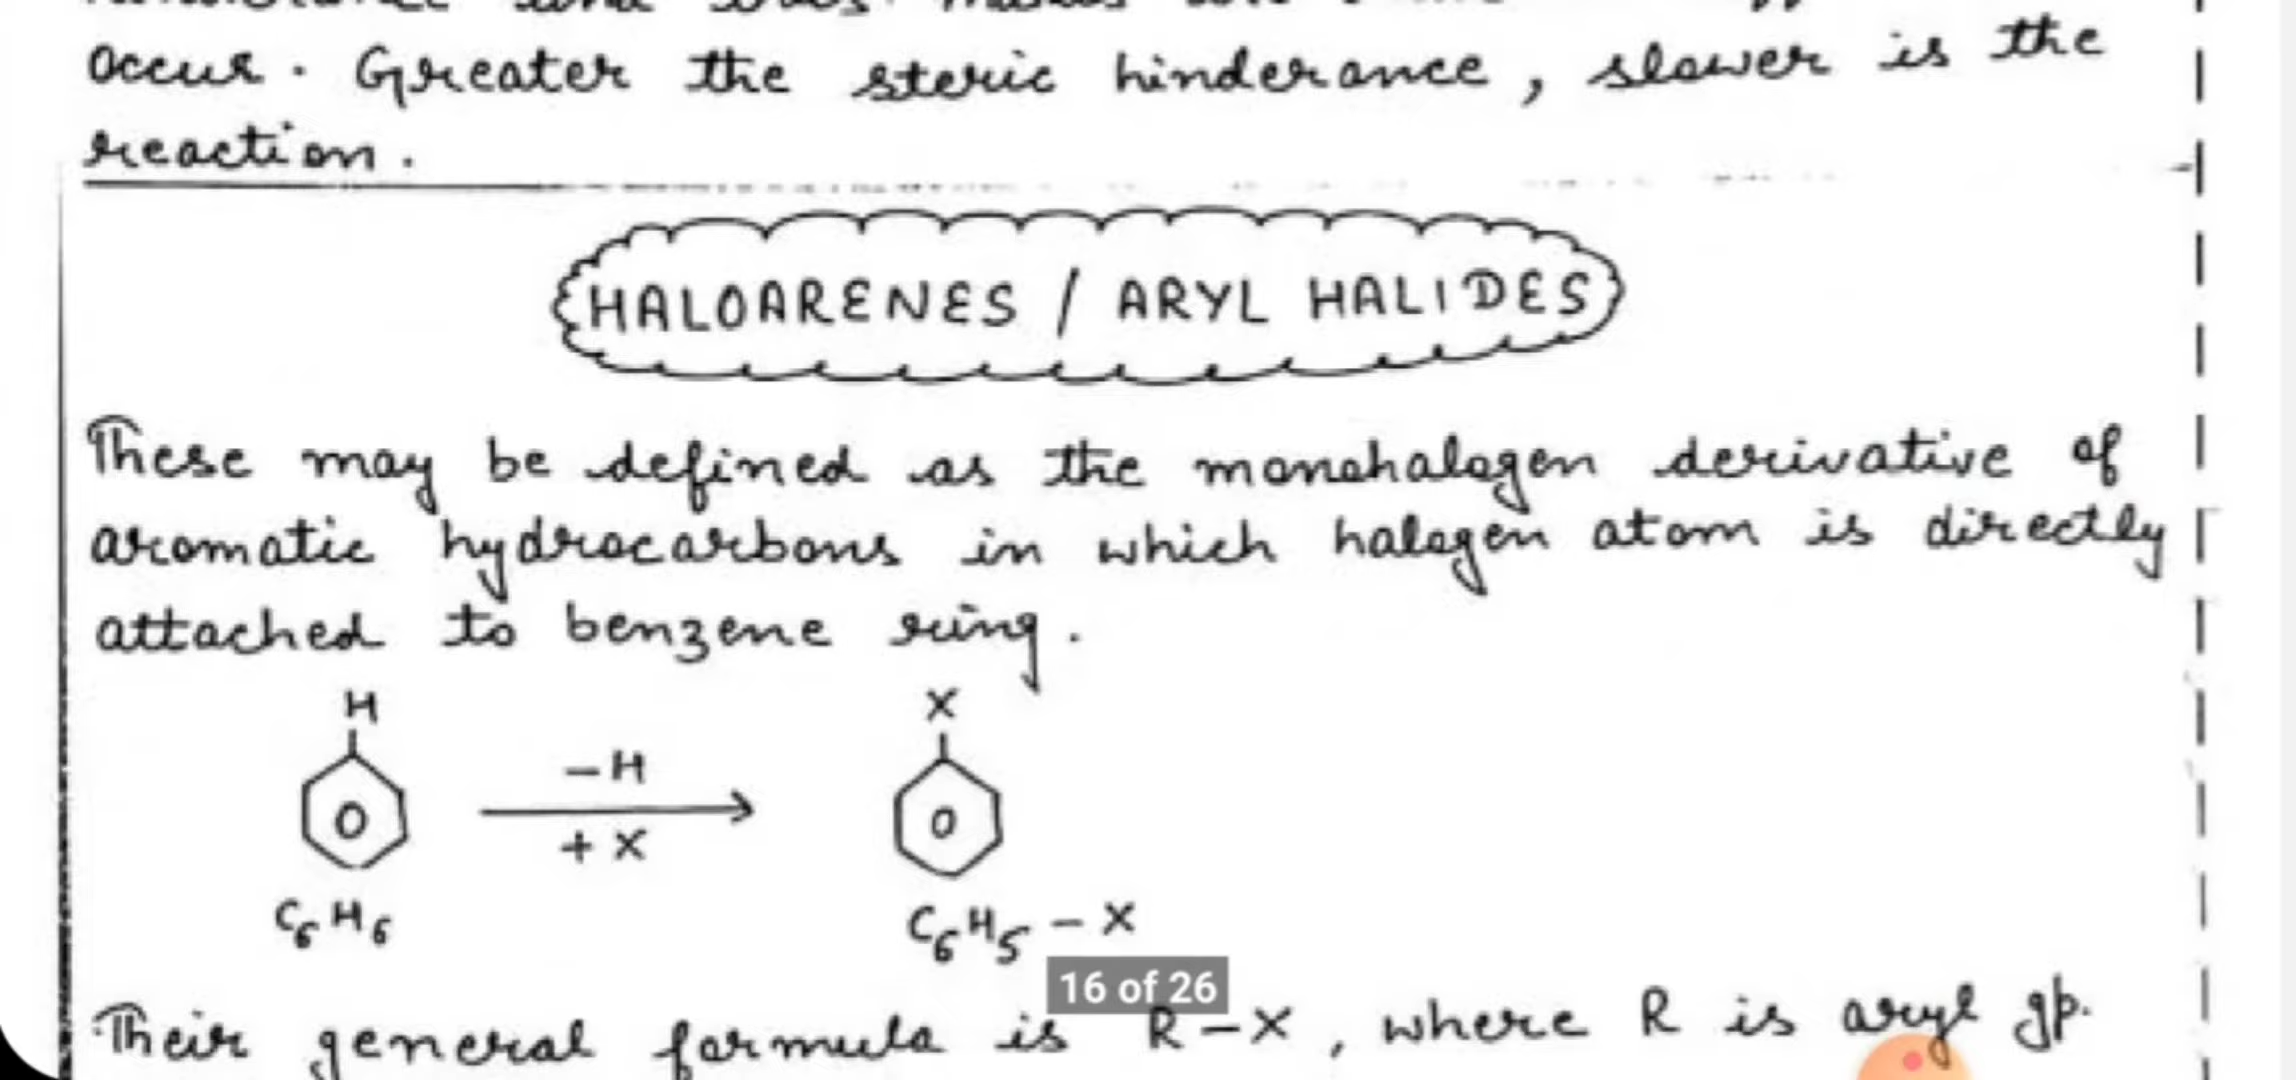 occur. Greater the steric hinderance, slower is the
reaction.
HALOARENES / ARYL HALIDES
These may be defined as the monohalogen derivative of
aromatic hydrocarbons in which halogen atom is directly
attached to benzene ring.
H
X
-H
+X
C6H6
C6H5-X
16 of 26
Their general formula is R-X, where R is aryl gp.